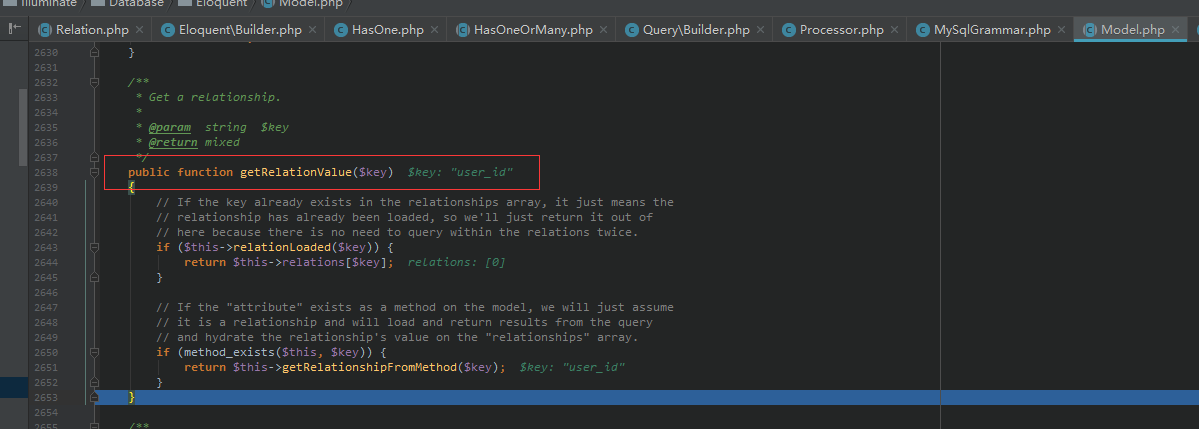 Illuminate Database Eloquent Model.php
Relation.php × Eloquent\Builder.php × HasOne.php × HasOneOrMany.php × Query\Builder.php × Processor.php × MySqlGrammar.php × Model.php ×
2630 }
2631
2632 /**
2633 * Get a relationship.
2634 *
2635 * @param string $key
2636 * @return mixed
2637 */
2638 public function getRelationValue($key) $key: "user_id"
2639 {
2640 // If the key already exists in the relationships array, it just means the
2641 // relationship has already been loaded, so we'll just return it out of
2642 // here because there is no need to query within the relations twice.
2643 if ($this->relationLoaded($key)) {
2644 return $this->relations[$key]; relations: [0]
2645 }
2646
2647 // If the "attribute" exists as a method on the model, we will just assume
2648 // it is a relationship and will load and return results from the query
2649 // and hydrate the relationship's value on the "relationships" array.
2650 if (method_exists($this, $key)) {
2651 return $this->getRelationshipFromMethod($key); $key: "user_id"
2652 }
2653 }
2654
2655 /**